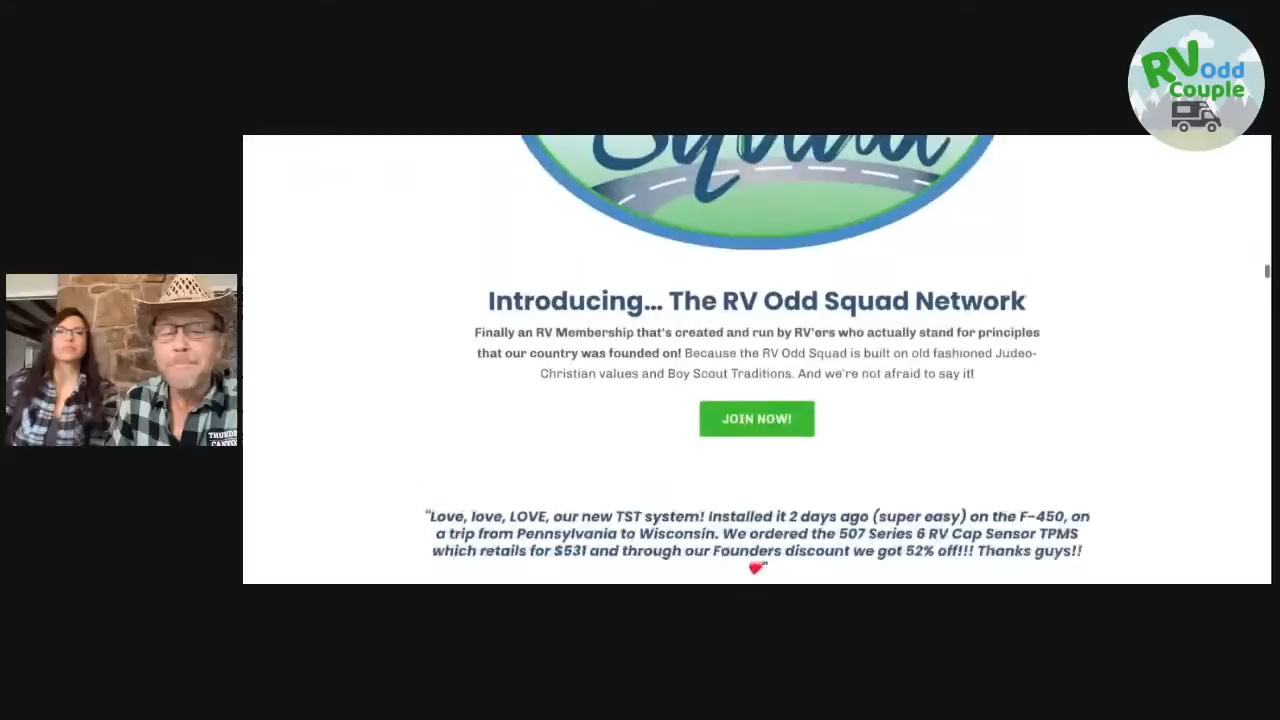 RV Odd
Couple
Squad
Introducing... The RV Odd Squad Network
Finally an RV Membership that's created and run by RV'ers who actually stand for principles
that our country was founded on! Because the RV Odd Squad is built on old fashioned Judeo-
Christian values and Boy Scout Traditions. And we're not afraid to say it!
JOIN NOW!
"Love, love, LOVE, our new TST system! Installed it 2 days ago (super easy) on the F-450, on
a trip from Pennsylvania to Wisconsin. We ordered the 507 Series 6 RV Cap Sensor TPMS
which retails for $531 and through our Founders discount we got 52% off!!! Thanks guys!!
❤️"